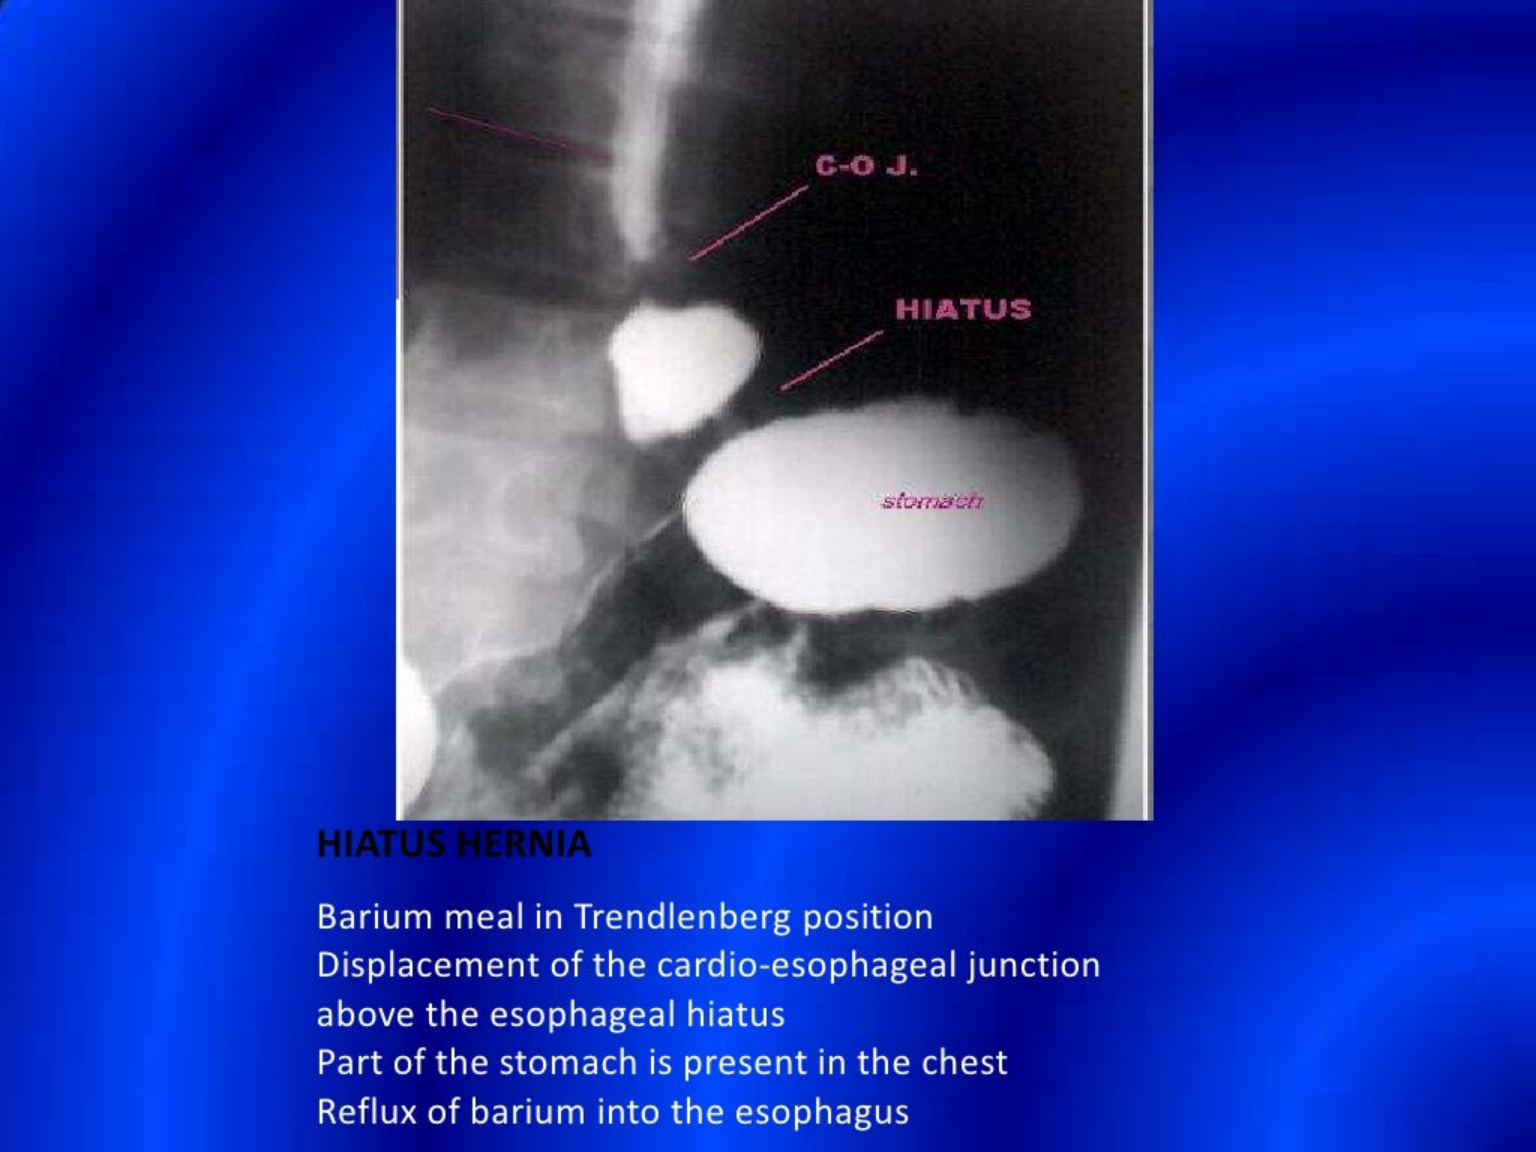 C-O J.
HIATUS
stomach
HIATUS HERNIA
Barium meal in Trendlenberg position
Displacement of the cardio-esophageal junction
above the esophageal hiatus
Part of the stomach is present in the chest
Reflux of barium into the esophagus